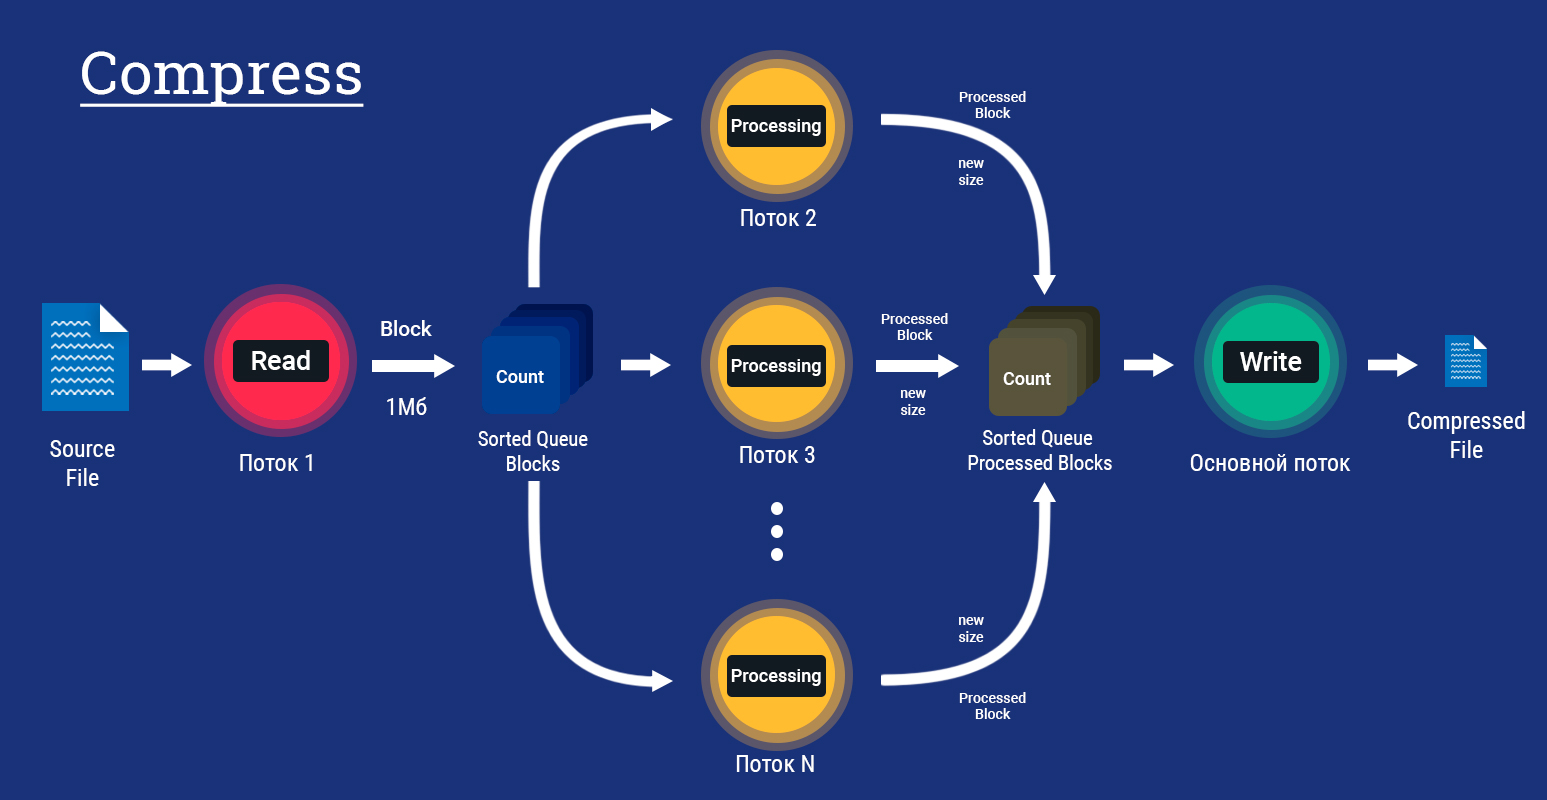 Compress
Processing
Поток 2
Processed
Block
new
size
Source
File
Read
Поток 1
Block
1Мб
Count
Sorted Queue
Blocks
Processing
Поток 3
Processed
Block
new
size
Count
Sorted Queue
Processed Blocks
Write
Основной поток
Compressed
File
Processing
Поток N
new
size
Processed
Block